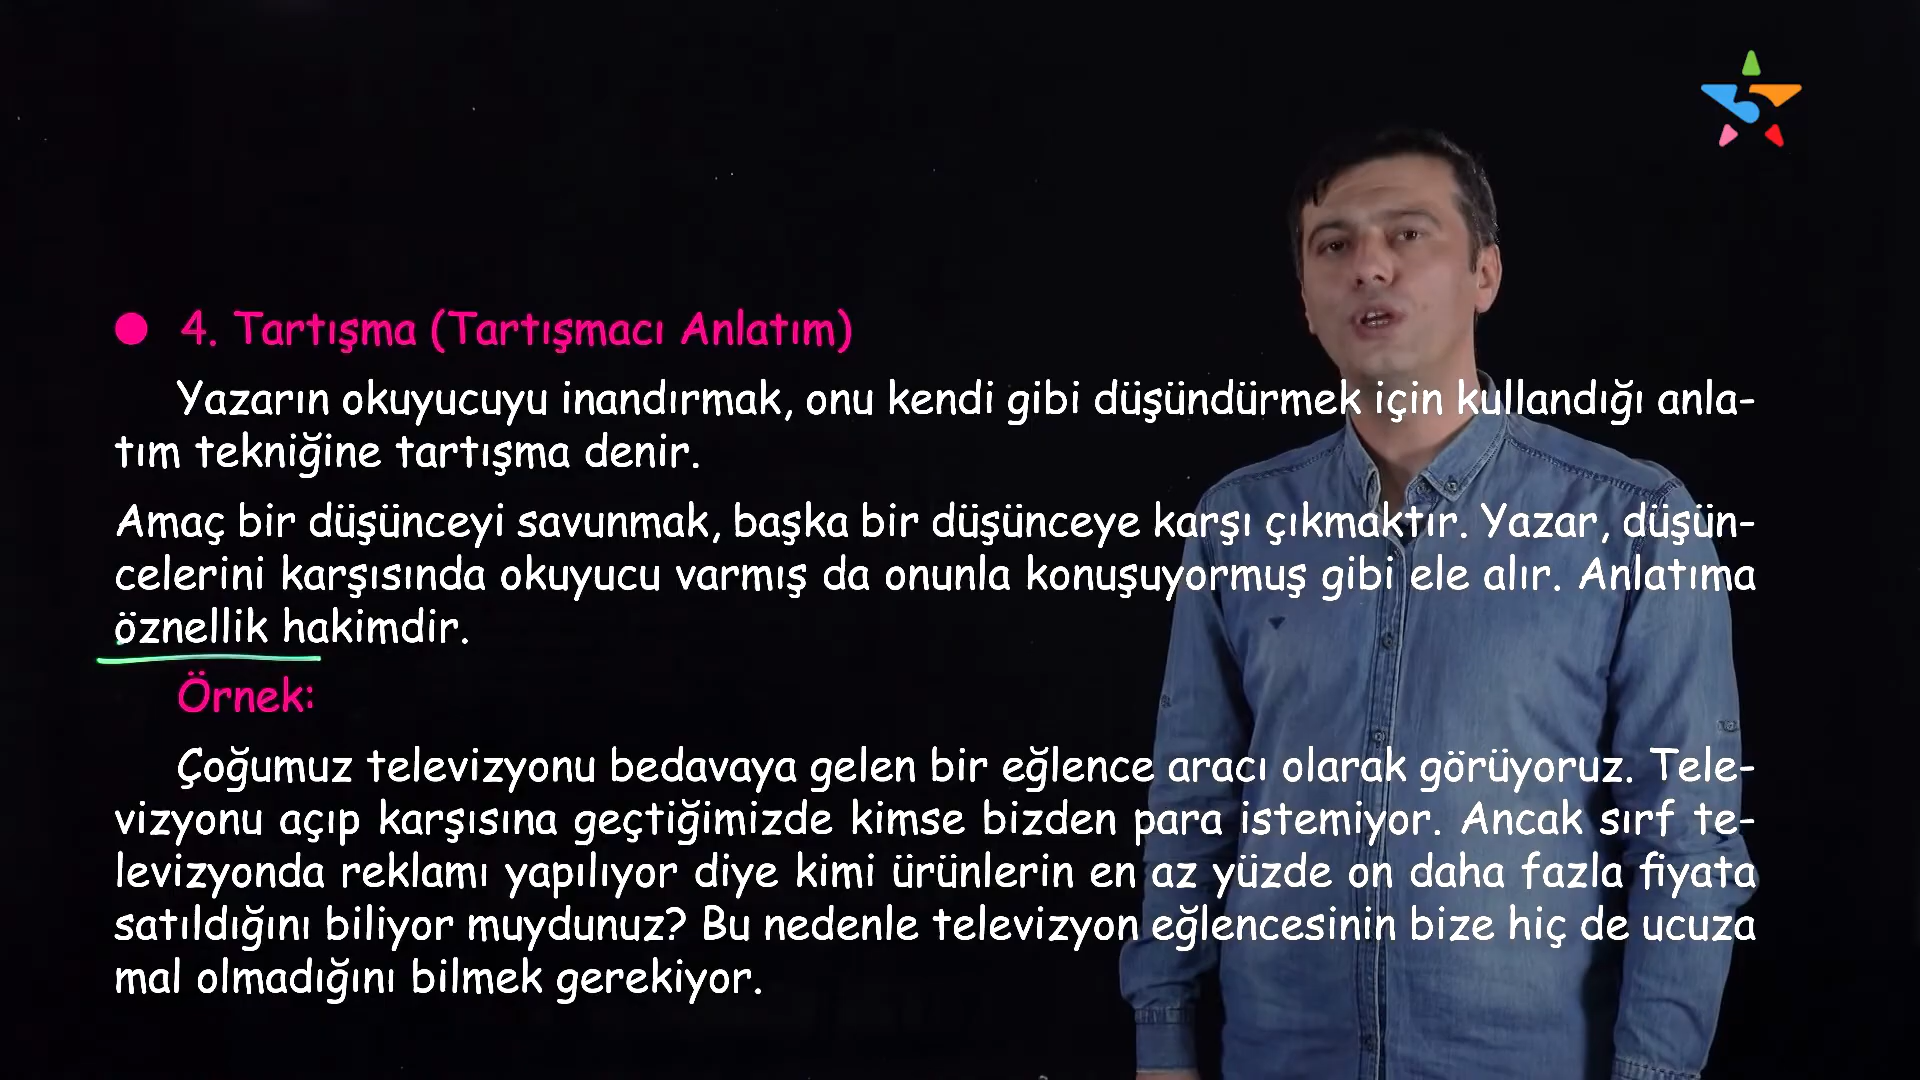 4. Tartışma (Tartışmacı Anlatım)
Yazarın okuyucuyu inandırmak, onu kendi gibi düşündürmek için kullandığı anla-
tım tekniğine tartışma denir.
Amaç bir düşünceyi savunmak, başka bir düşünceye karşı çıkmaktır. Yazar, düşün-
celerini karşısında okuyucu varmış da onunla konuşuyormuş gibi ele alır. Anlatıma
öznellik hakimdir.
Örnek:
Çoğumuz televizyonu bedavaya gelen bir eğlence aracı olarak görüyoruz. Tele-
vizyonu açıp karşısına geçtiğimizde kimse bizden para istemiyor. Ancak sırf te-
levizyonda reklamı yapılıyor diye kimi ürünlerin en az yüzde on daha fazla fiyata
satıldığını biliyor muydunuz? Bu nedenle televizyon eğlencesinin bize hiç de ucuza
mal olmadığını bilmek gerekiyor.